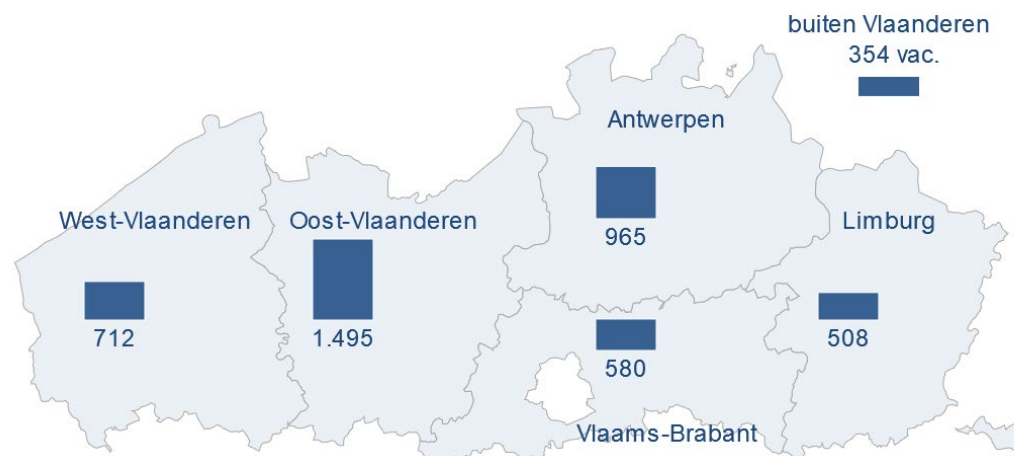 buiten Vlaanderen
354 vac.
Antwerpen
965
West-Vlaanderen
712
Oost-Vlaanderen
1.495
Limburg
508
580
Vlaams-Brabant